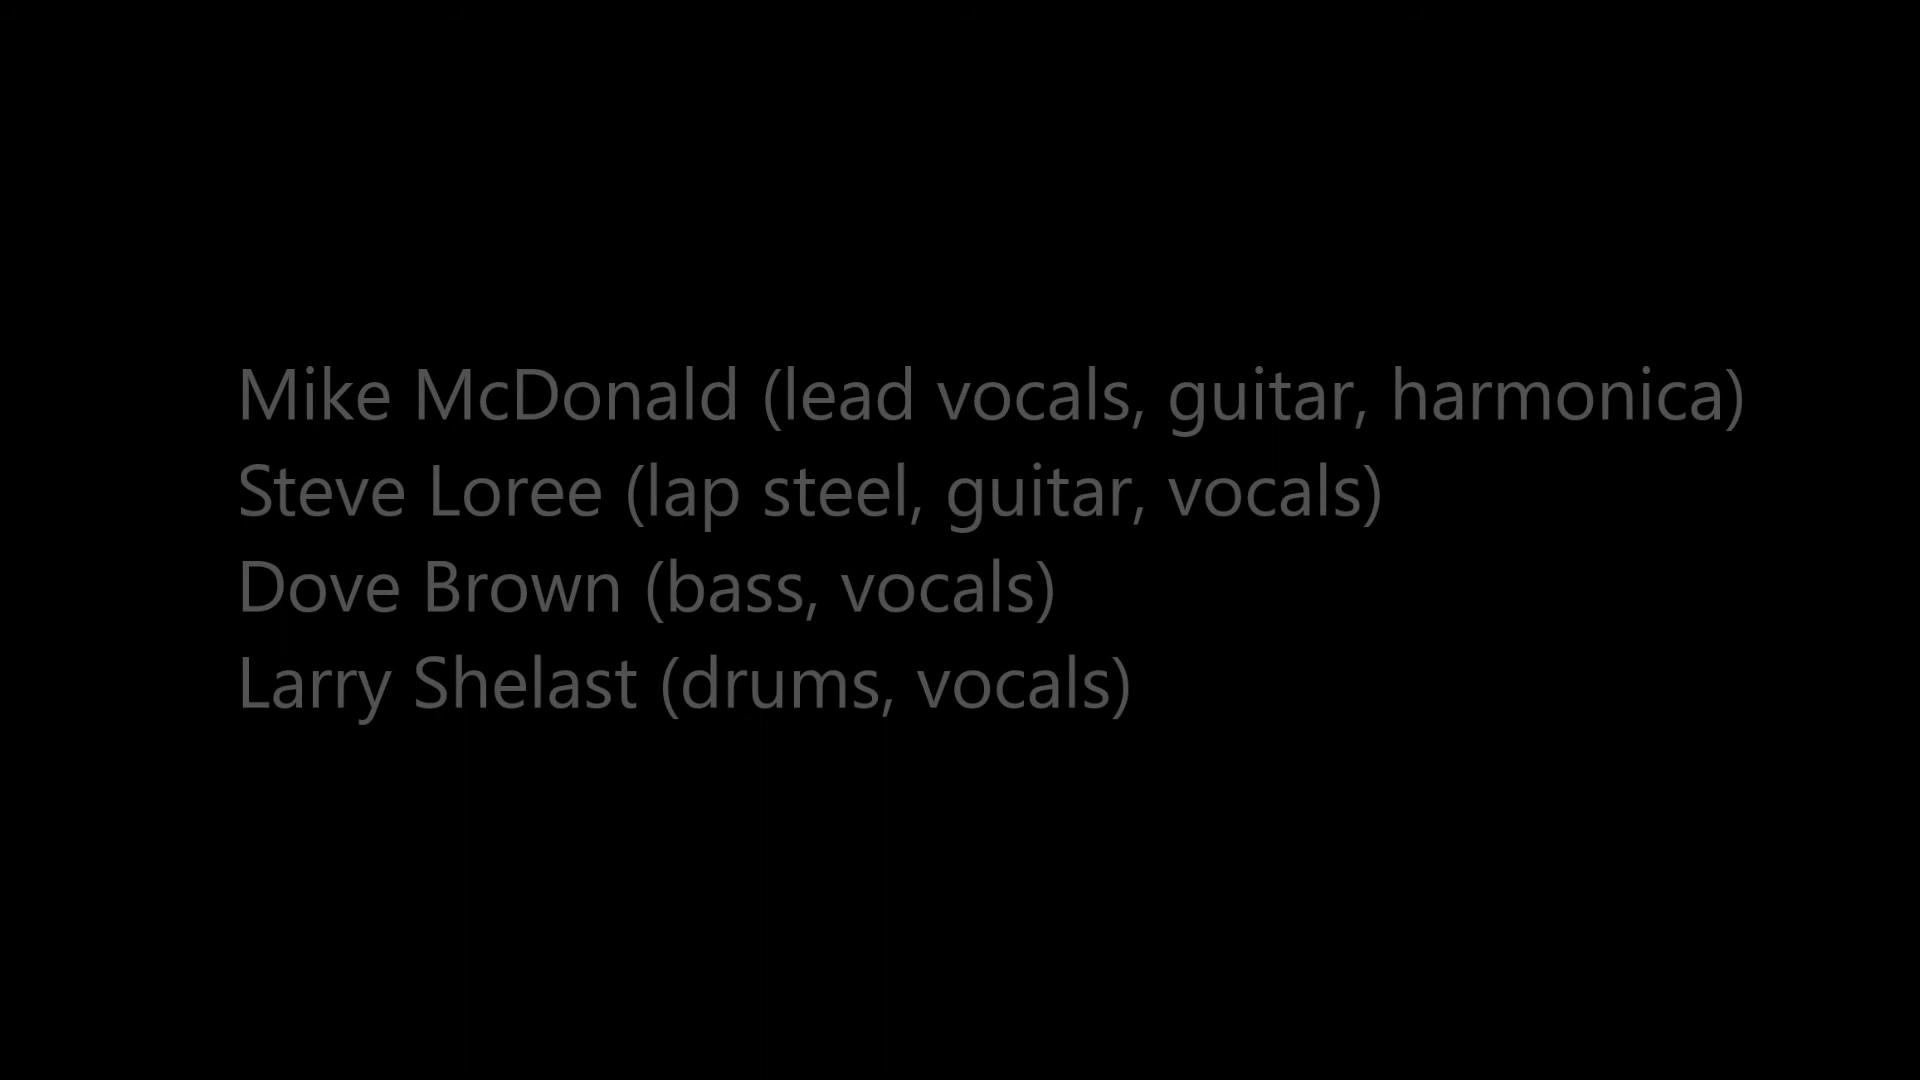 Mike McDonald (lead vocals, guitar, harmonica)
Steve Loree (lap steel, guitar, vocals)
Dove Brown (bass, vocals)
Larry Shelast (drums, vocals)